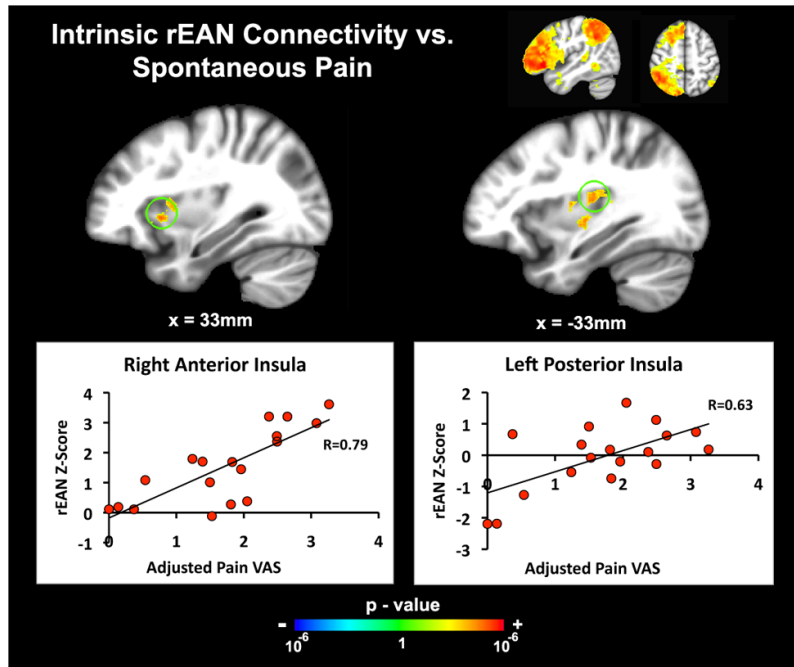 Intrinsic rEAN Connectivity vs.
Spontaneous Pain
x = 33mm
x = -33mm
Right Anterior Insula
4
3
2
1
0
-1
0
1
2
3
4
R=0.79
rEAN Z-Score
Adjusted Pain VAS
Left Posterior Insula
2
1
0
-1
-2
-3
0
1
2
3
4
R=0.63
rEAN Z-Score
Adjusted Pain VAS
p - value
- +
10-6 1 10-6